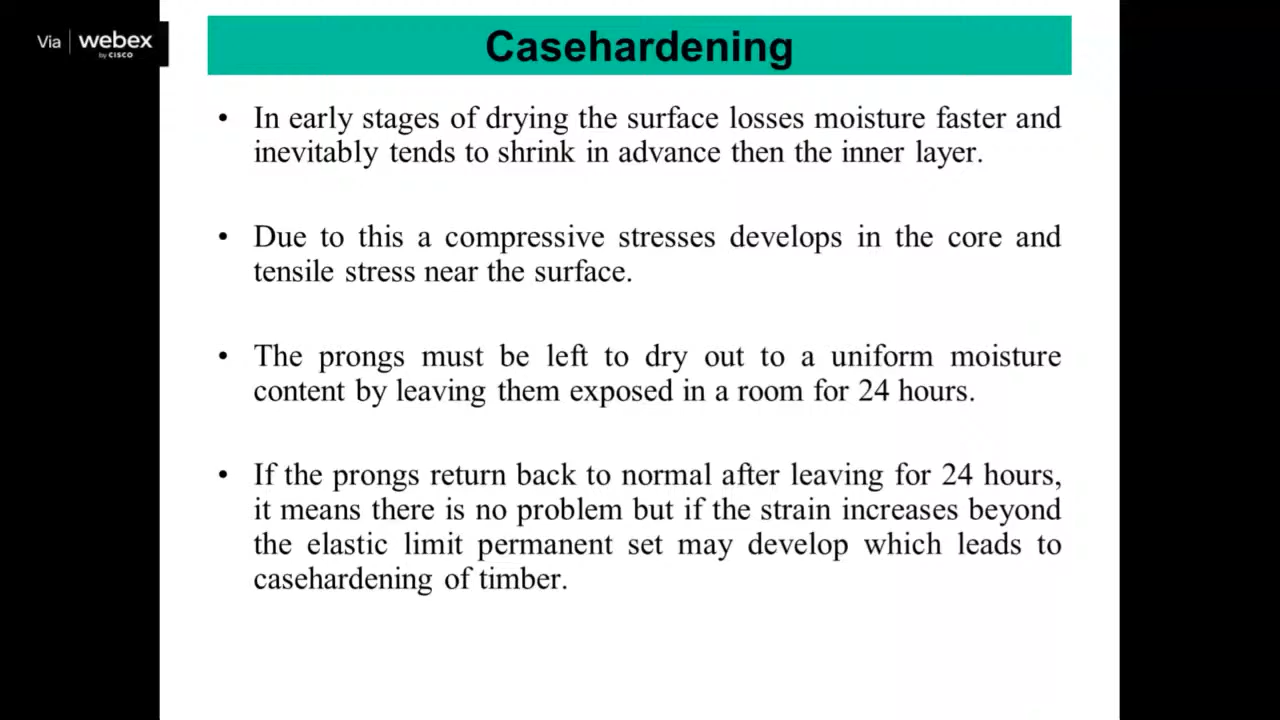 Via webex
by CISCO
Casehardening
• In early stages of drying the surface losses moisture faster and
inevitably tends to shrink in advance then the inner layer.
• Due to this a compressive stresses develops in the core and
tensile stress near the surface.
• The prongs must be left to dry out to a uniform moisture
content by leaving them exposed in a room for 24 hours.
• If the prongs return back to normal after leaving for 24 hours,
it means there is no problem but if the strain increases beyond
the elastic limit permanent set may develop which leads to
casehardening of timber.